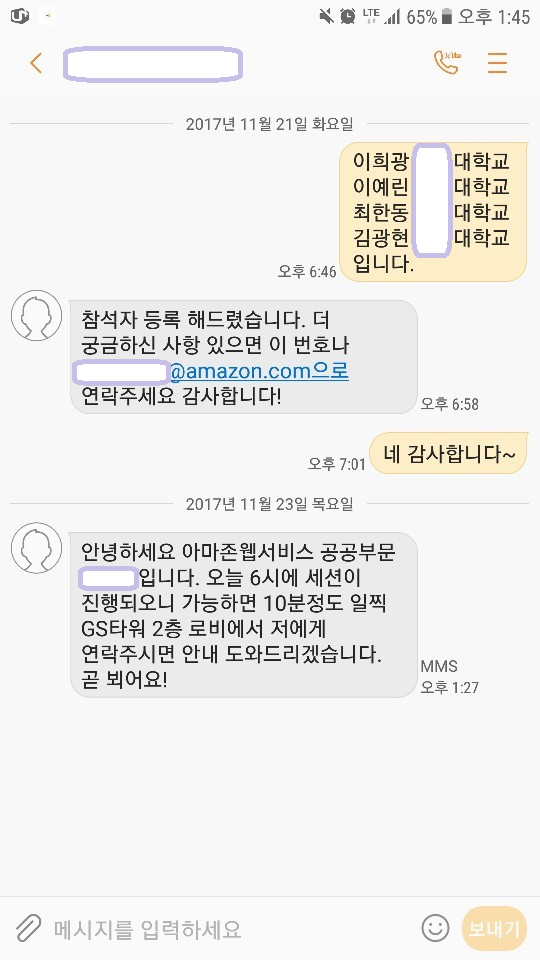 LTE 65% 오후 1:45
2017년 11월 21일 화요일
이희광 대학교
이예린 대학교
최한동 대학교
김광현 대학교
입니다.
오후 6:46
참석자 등록 해드렸습니다. 더
궁금하신 사항 있으면 이 번호나
@amazon.com으로
연락주세요 감사합니다!
오후 6:58
네 감사합니다~
오후 7:01
2017년 11월 23일 목요일
안녕하세요 아마존웹서비스 공공부문
입니다. 오늘 6시에 세션이
진행되오니 가능하면 10분정도 일찍
GS타워 2층 로비에서 저에게
연락주시면 안내 도와드리겠습니다.
곧 뵈어요!
MMS
오후 1:27
메시지를 입력하세요
보내기